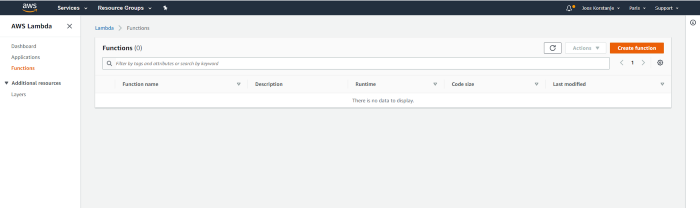 aws Services Resource Groups Joos Korstanje Paris Support
AWS Lambda
Dashboard
Applications
Functions
Additional resources
Layers
Lambda > Functions
Functions (0) Actions Create function
Filter by tags and attributes or search by keyword 1
Function name Description Runtime Code size Last modified
There is no data to display.